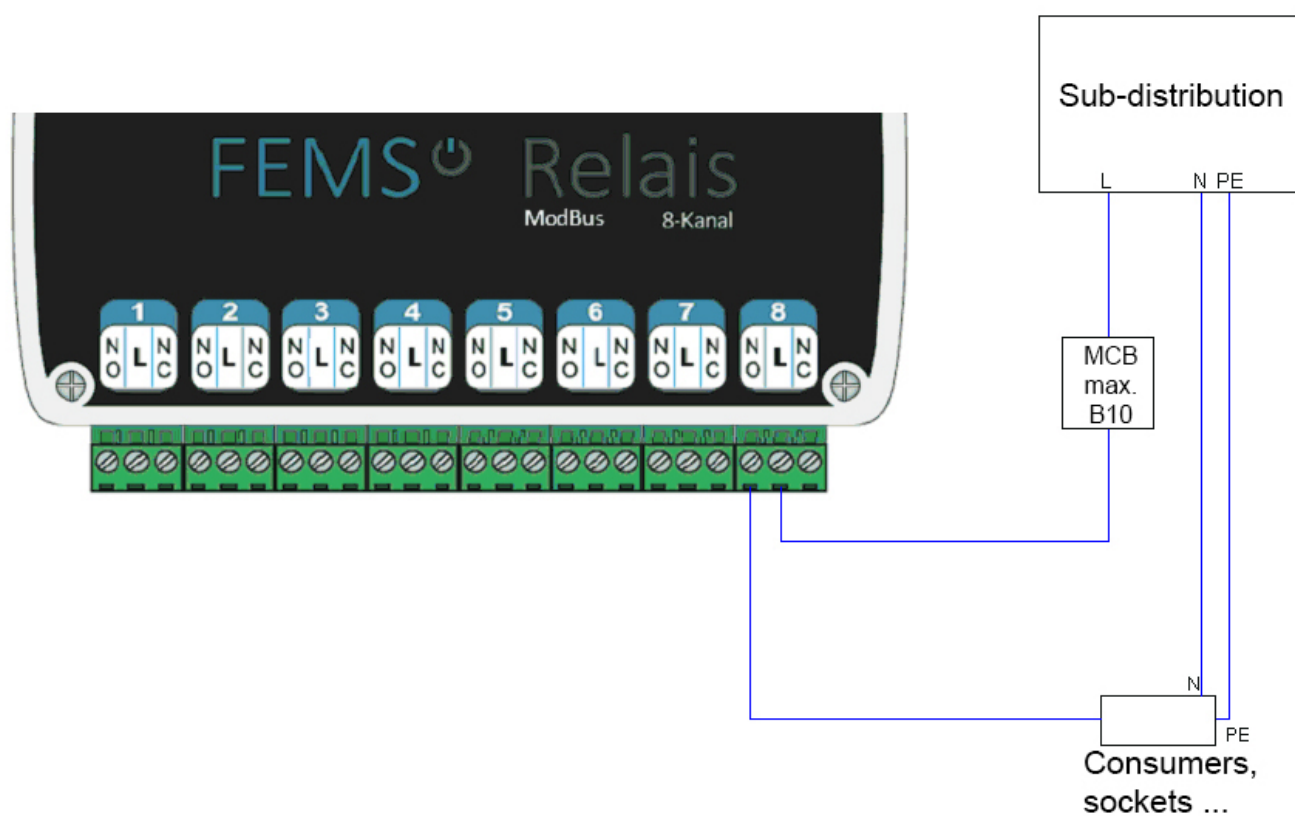 Sub-distribution
L N PE
FEMS Relais
ModBus 8-Kanal
1 2 3 4 5 6 7 8
NO L NC NO L NC NO L NC NO L NC NO L NC NO L NC NO L NC NO L NC
MCB
max.
B10
N
PE
Consumers,
sockets ...